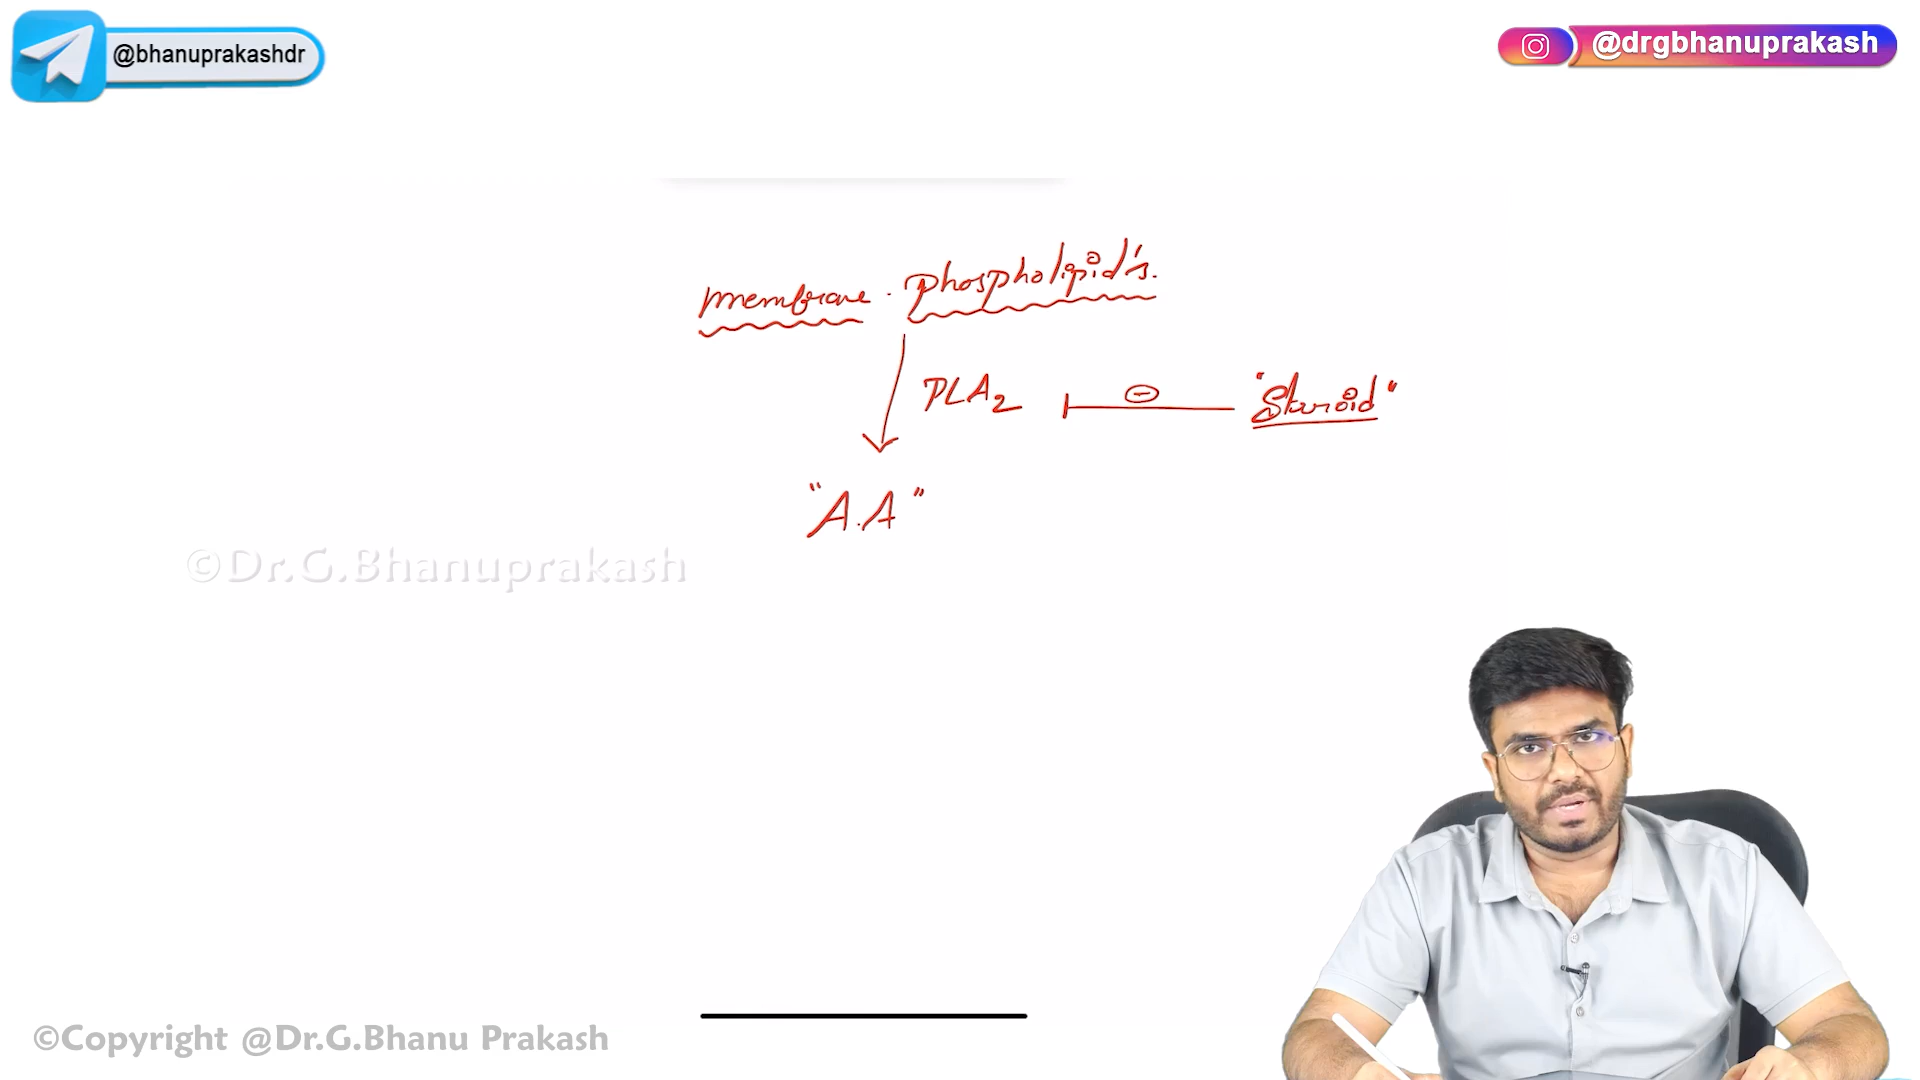 @bhanuprakashdr
@drgbhanuprakash
membrane. phospholipid's.
PLA2 - "Steroid"
"A.A"
©Dr.G.Bhanuprakash
©Copyright @Dr.G.Bhanu Prakash